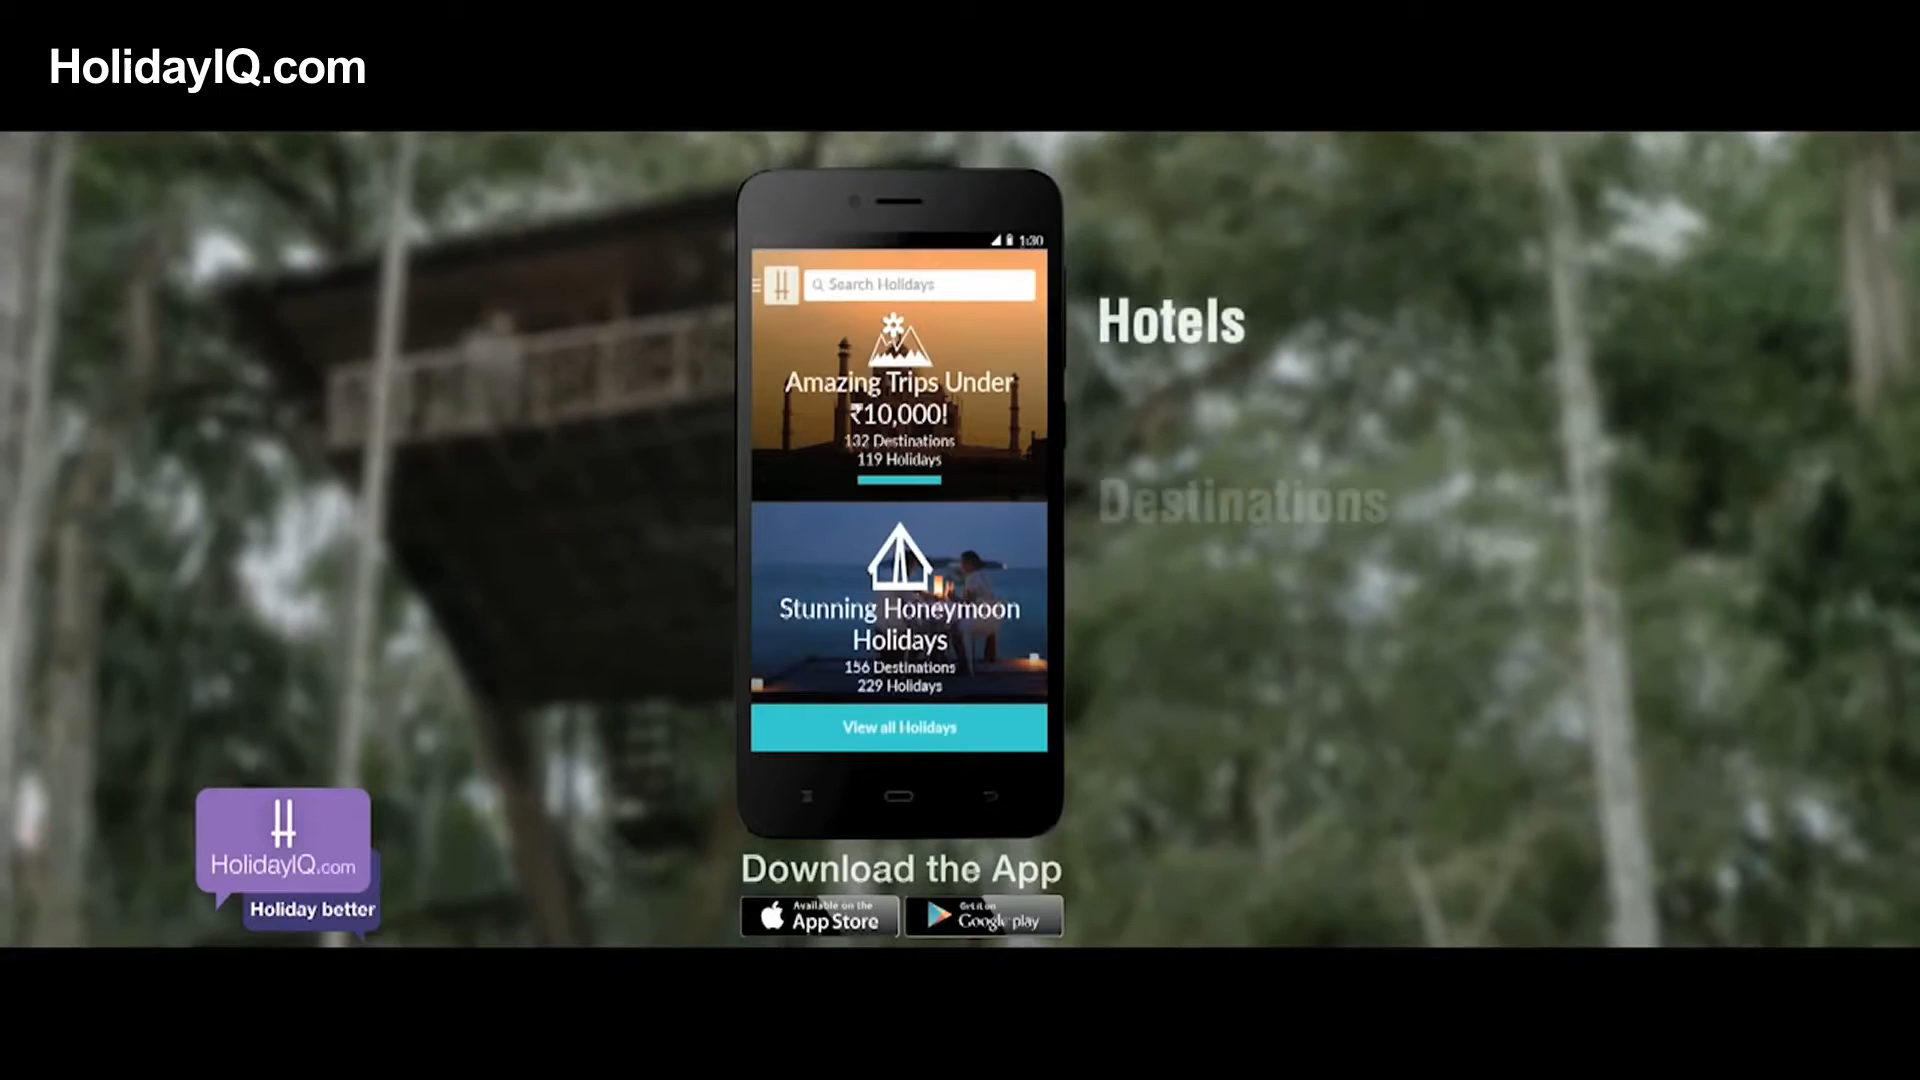 HolidayIQ.com
1:30
Search Holidays
Amazing Trips Under
₹10,000!
132 Destinations
119 Holidays
Stunning Honeymoon
Holidays
156 Destinations
229 Holidays
View all Holidays
Hotels
Destinations
HolidayIQ.com
Holiday better
Download the App
Available on the
App Store
Get it on
Google play